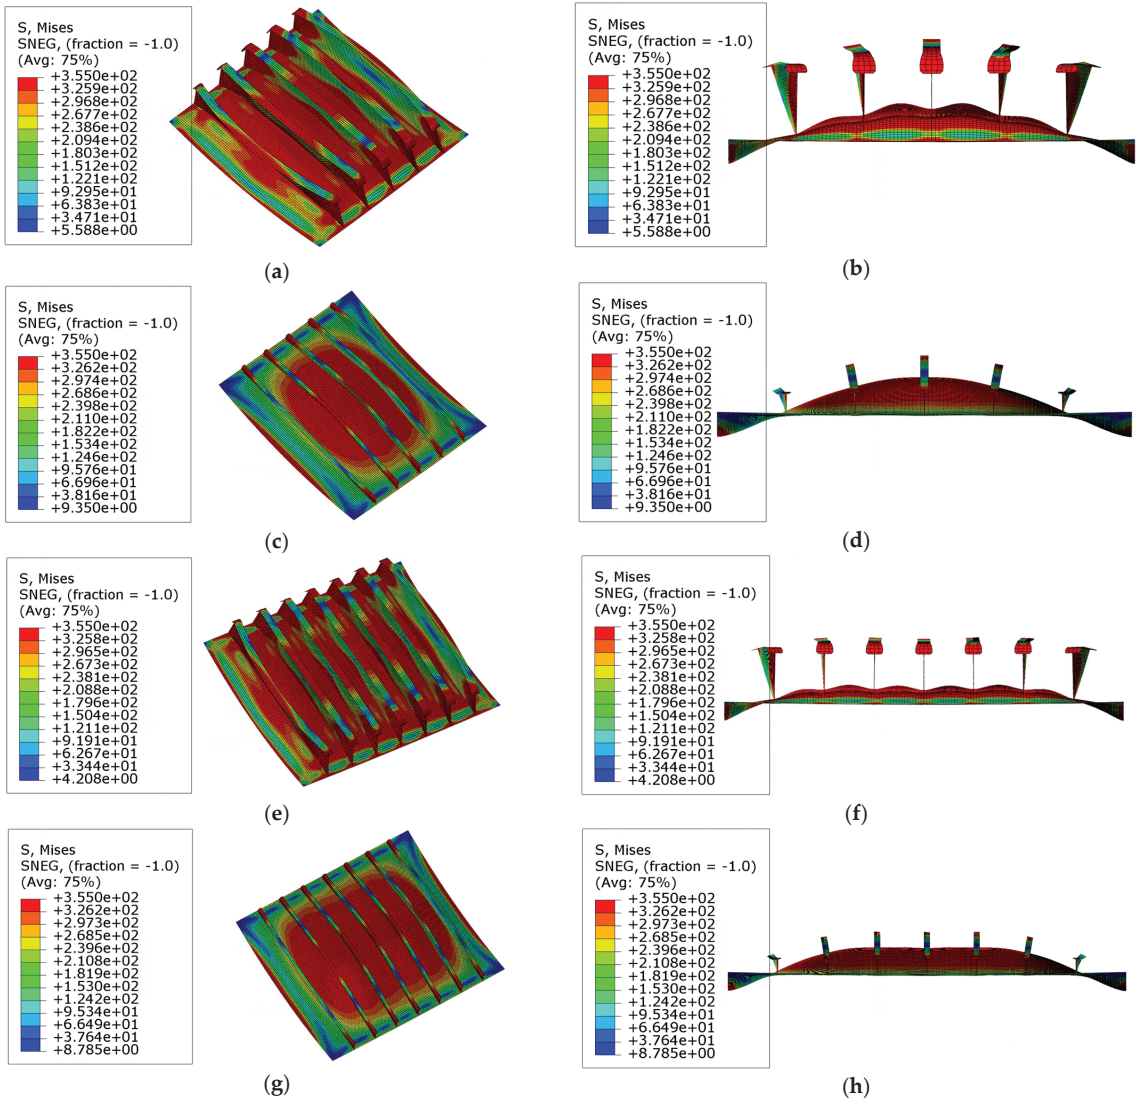 S, Mises
SNEG, (fraction = -1.0)
(Avg: 75%)
+3.550e+02
+3.259e+02
+2.968e+02
+2.677e+02
+2.386e+02
+2.094e+02
+1.803e+02
+1.512e+02
+1.221e+02
+9.295e+01
+6.383e+01
+3.471e+01
+5.588e+00
(a)
S, Mises
SNEG, (fraction = -1.0)
(Avg: 75%)
+3.550e+02
+3.259e+02
+2.968e+02
+2.677e+02
+2.386e+02
+2.094e+02
+1.803e+02
+1.512e+02
+1.221e+02
+9.295e+01
+6.383e+01
+3.471e+01
+5.588e+00
(b)
S, Mises
SNEG, (fraction = -1.0)
(Avg: 75%)
+3.550e+02
+3.262e+02
+2.974e+02
+2.686e+02
+2.398e+02
+2.110e+02
+1.822e+02
+1.534e+02
+1.246e+02
+9.576e+01
+6.696e+01
+3.816e+01
+9.350e+00
(c)
S, Mises
SNEG, (fraction = -1.0)
(Avg: 75%)
+3.550e+02
+3.262e+02
+2.974e+02
+2.686e+02
+2.398e+02
+2.110e+02
+1.822e+02
+1.534e+02
+1.246e+02
+9.576e+01
+6.696e+01
+3.816e+01
+9.350e+00
(d)
S, Mises
SNEG, (fraction = -1.0)
(Avg: 75%)
+3.550e+02
+3.258e+02
+2.965e+02
+2.673e+02
+2.381e+02
+2.088e+02
+1.796e+02
+1.504e+02
+1.211e+02
+9.191e+01
+6.267e+01
+3.344e+01
+4.208e+00
(e)
S, Mises
SNEG, (fraction = -1.0)
(Avg: 75%)
+3.550e+02
+3.258e+02
+2.965e+02
+2.673e+02
+2.381e+02
+2.088e+02
+1.796e+02
+1.504e+02
+1.211e+02
+9.191e+01
+6.267e+01
+3.344e+01
+4.208e+00
(f)
S, Mises
SNEG, (fraction = -1.0)
(Avg: 75%)
+3.550e+02
+3.262e+02
+2.973e+02
+2.685e+02
+2.396e+02
+2.108e+02
+1.819e+02
+1.530e+02
+1.242e+02
+9.534e+01
+6.649e+01
+3.764e+01
+8.785e+00
(g)
S, Mises
SNEG, (fraction = -1.0)
(Avg: 75%)
+3.550e+02
+3.262e+02
+2.973e+02
+2.685e+02
+2.396e+02
+2.108e+02
+1.819e+02
+1.530e+02
+1.242e+02
+9.534e+01
+6.649e+01
+3.764e+01
+8.785e+00
(h)